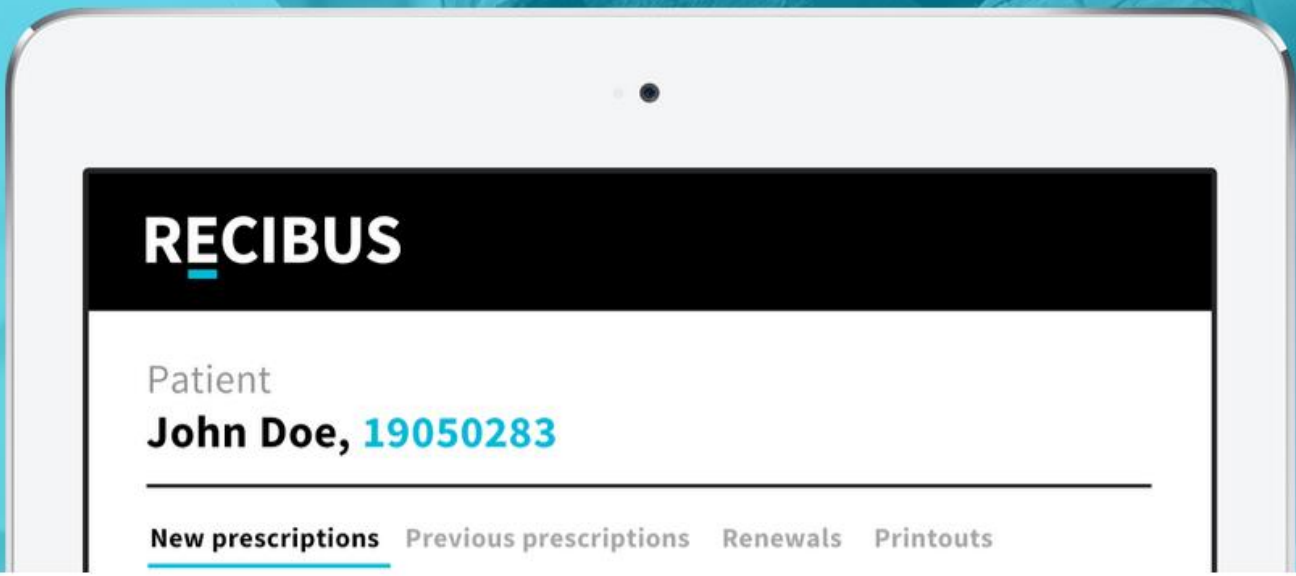 RECIBUS
Patient
John Doe, 19050283
New prescriptions Previous prescriptions Renewals Printouts